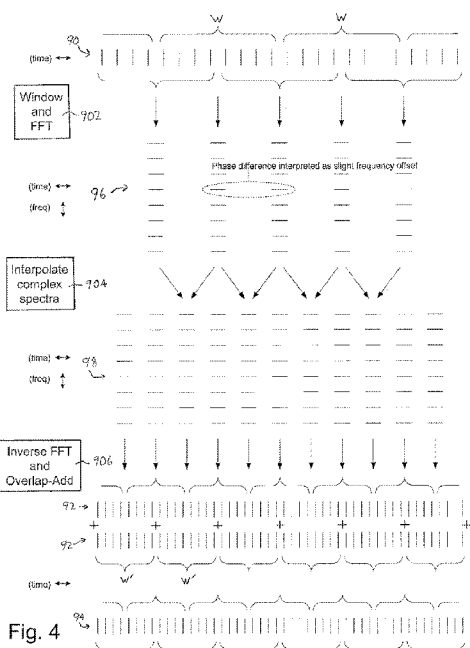 W W
90
(time)
Window
and
FFT
902
Phase difference interpreted as slight frequency offset
(time)
96
(freq)
Interpolate
complex
spectra
904
(time)
98
(freq)
Inverse FFT
and
Overlap-Add
906
92
+ + + + + +
92
W' W'
(time)
94
Fig. 4